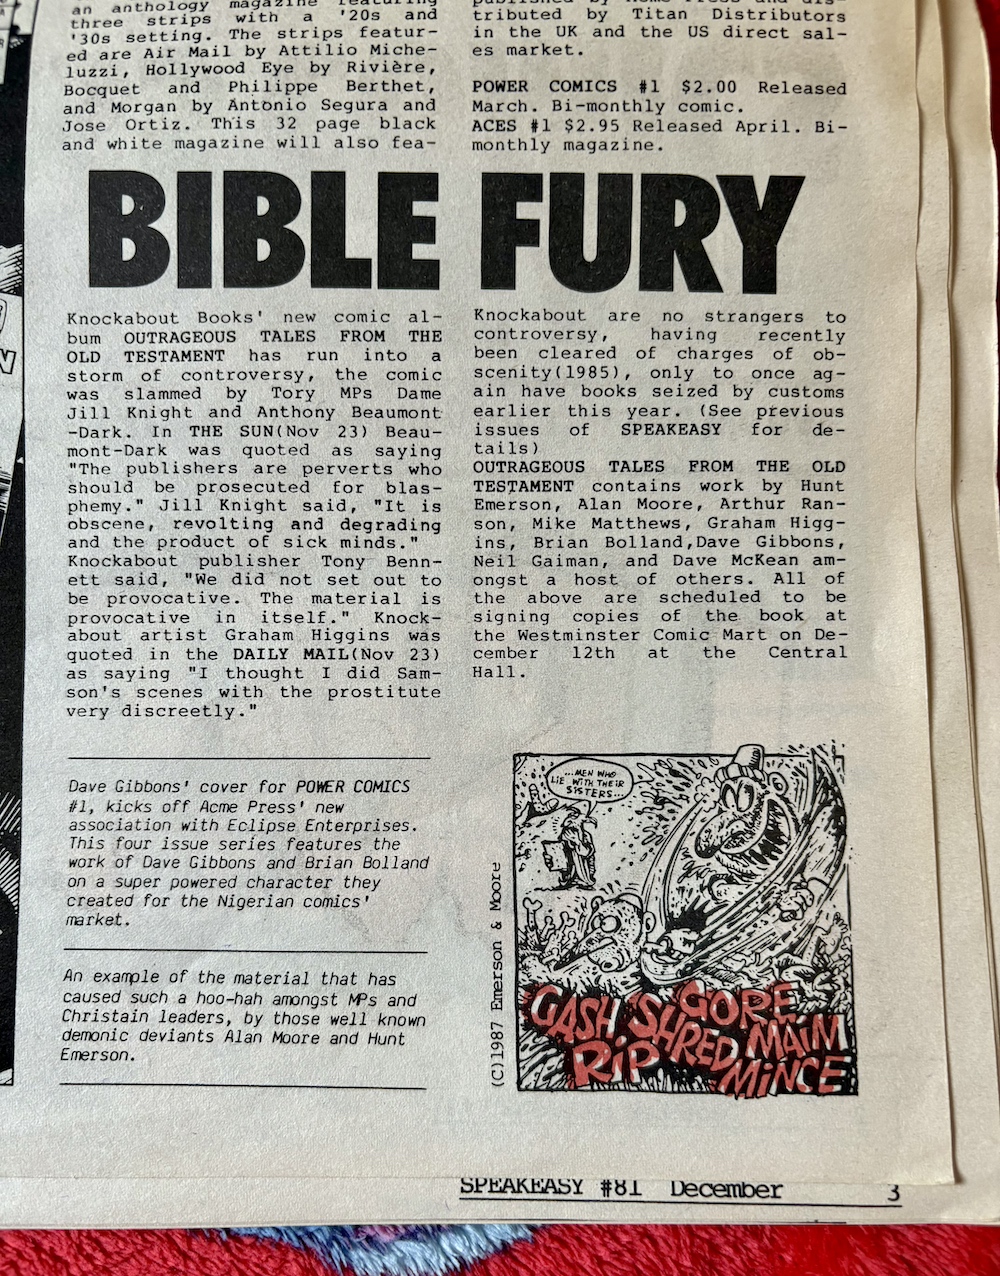 an anthology magazine featuring
three strips with a '20s and
'30s setting. The strips featur-
ed are Air Mail by Attilio Miche-
luzzi, Hollywood Eye by Rivière,
Bocquet and Philippe Berthet,
and Morgan by Antonio Segura and
Jose Ortiz. This 32 page black
and white magazine will also fea-
published by Acme Press and dis-
tributed by Titan Distributors
in the UK and the US direct sal-
es market.
POWER COMICS #1 $2.00 Released
March. Bi-monthly comic.
ACES #1 $2.95 Released April. Bi-
monthly magazine.
BIBLE FURY
Knockabout Books' new comic al-
bum OUTRAGEOUS TALES FROM THE
OLD TESTAMENT has run into a
storm of controversy, the comic
was slammed by Tory MPs Dame
Jill Knight and Anthony Beaumont
-Dark. In THE SUN(Nov 23) Beau-
mont-Dark was quoted as saying
"The publishers are perverts who
should be prosecuted for blas-
phemy." Jill Knight said, "It is
obscene, revolting and degrading
and the product of sick minds."
Knockabout publisher Tony Benn-
ett said, "We did not set out to
be provocative. The material is
provocative in itself." Knock-
about artist Graham Higgins was
quoted in the DAILY MAIL(Nov 23)
as saying "I thought I did Sam-
son's scenes with the prostitute
very discreetly."
Knockabout are no strangers to
controversy, having recently
been cleared of charges of ob-
scenity(1985), only to once ag-
ain have books seized by customs
earlier this year. (See previous
issues of SPEAKEASY for de-
tails)
OUTRAGEOUS TALES FROM THE OLD
TESTAMENT contains work by Hunt
Emerson, Alan Moore, Arthur Ran-
son, Mike Matthews, Graham Higg-
ins, Brian Bolland,Dave Gibbons,
Neil Gaiman, and Dave McKean am-
ongst a host of others. All of
the above are scheduled to be
signing copies of the book at
the Westminster Comic Mart on De-
cember 12th at the Central
Hall.
Dave Gibbons' cover for POWER COMICS
#1, kicks off Acme Press' new
association with Eclipse Enterprises.
This four issue series features the
work of Dave Gibbons and Brian Bolland
on a super powered character they
created for the Nigerian comics'
market.
An example of the material that has
caused such a hoo-hah amongst MPs and
Christain leaders, by those well known
demonic deviants Alan Moore and Hunt
Emerson.
(C)1987 Emerson & Moore
...MEN WHO
LIE WITH THEIR
SISTERS...
GASH SHRED GORE
RIP MAIM
MINCE
SPEAKEASY #81 December 3